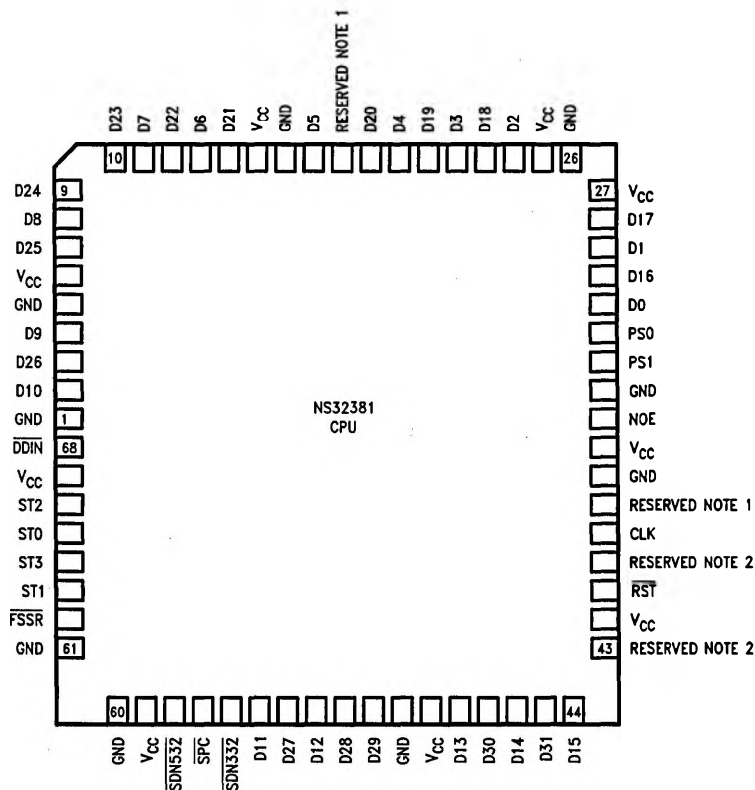 D23
D7
D22
D6
D21
VCC
GND
D5
RESERVED NOTE 1
D20
D4
D19
D3
D18
D2
VCC
GND
10
26
D24
9
D8
D25
VCC
GND
D9
D26
D10
GND
1
DDIN
68
VCC
ST2
ST0
ST3
ST1
FSSR
GND
61
NS32381
CPU
27
VCC
D17
D1
D16
D0
PS0
PS1
GND
NOE
VCC
GND
RESERVED NOTE 1
CLK
RESERVED NOTE 2
RST
VCC
43
RESERVED NOTE 2
60
44
GND
VCC
SDN532
SPC
SDN332
D11
D27
D12
D28
D29
GND
VCC
D13
D30
D14
D31
D15